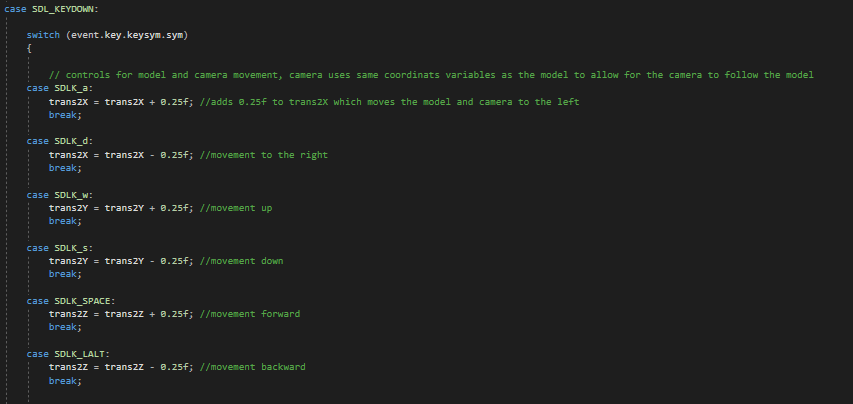 case SDL_KEYDOWN:
switch (event.key.keysym.sym)
{
// controls for model and camera movement, camera uses same coordinats variables as the model to allow for the camera to follow the model
case SDLK_a:
trans2X = trans2X + 0.25f; //adds 0.25f to trans2X which moves the model and camera to the left
break;
case SDLK_d:
trans2X = trans2X - 0.25f; //movement to the right
break;
case SDLK_w:
trans2Y = trans2Y + 0.25f; //movement up
break;
case SDLK_s:
trans2Y = trans2Y - 0.25f; //movement down
break;
case SDLK_SPACE:
trans2Z = trans2Z + 0.25f; //movement forward
break;
case SDLK_LALT:
trans2Z = trans2Z - 0.25f; //movement backward
break;